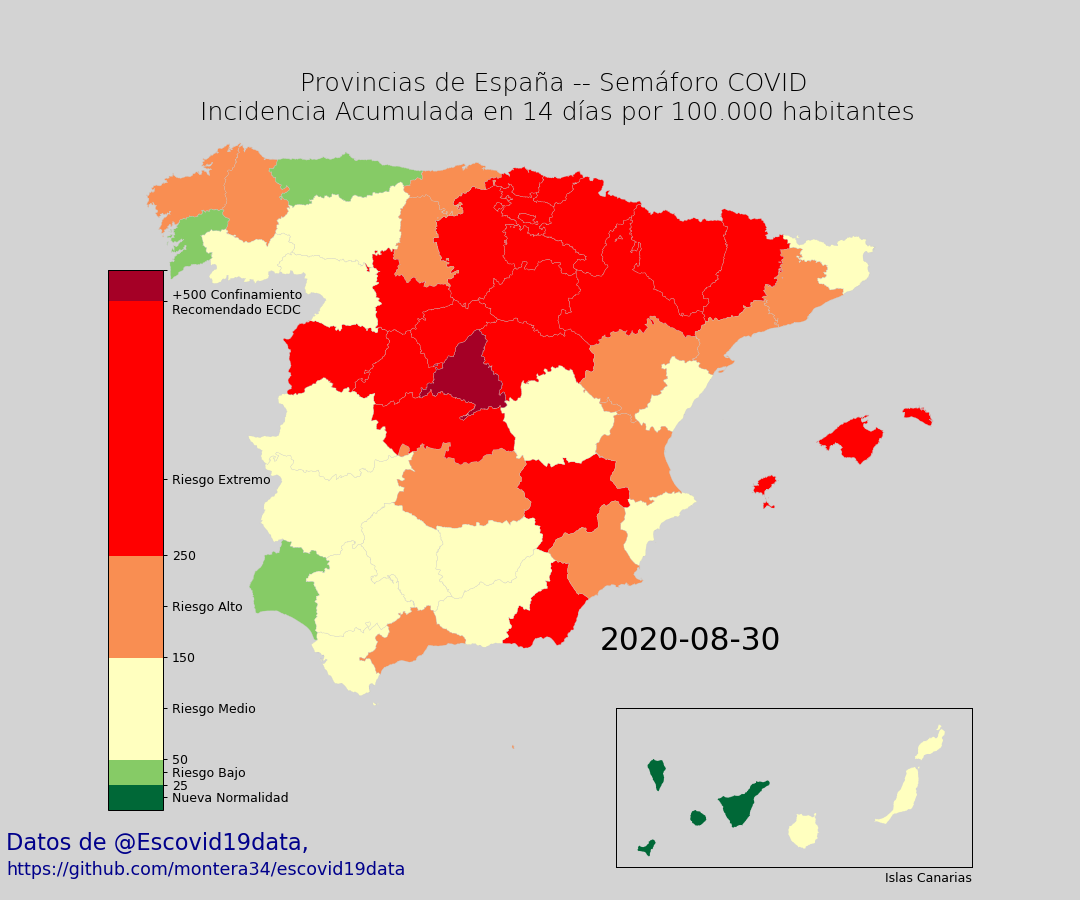 Provincias de España -- Semáforo COVID
Incidencia Acumulada en 14 días por 100.000 habitantes
+500 Confinamiento
Recomendado ECDC
Riesgo Extremo
250
Riesgo Alto
150
Riesgo Medio
50
Riesgo Bajo
25
Nueva Normalidad
2020-08-30
Islas Canarias
Datos de @Escovid19data,
https://github.com/montera34/escovid19data